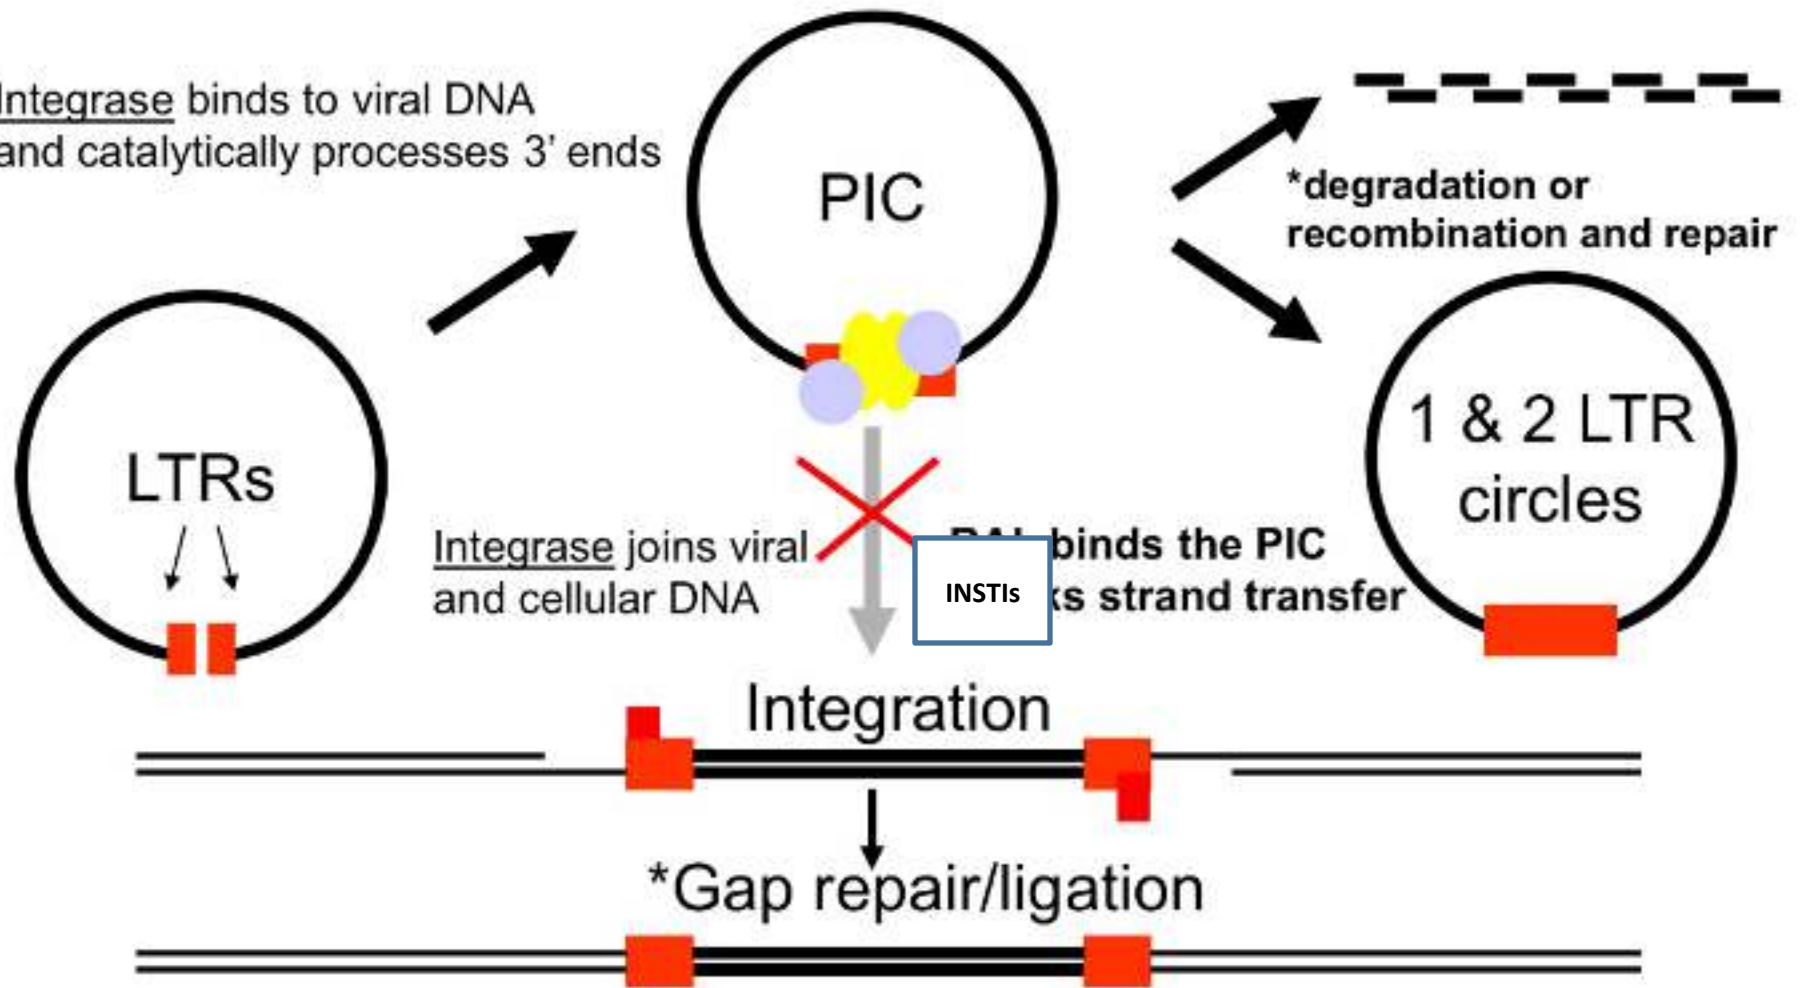 Integrase binds to viral DNA
and catalytically processes 3' ends
PIC
*degradation or
recombination and repair
LTRs
1 & 2 LTR
circles
Integrase joins viral
and cellular DNA
binds the PIC
strand transfer
INSTIs
Integration
*Gap repair/ligation